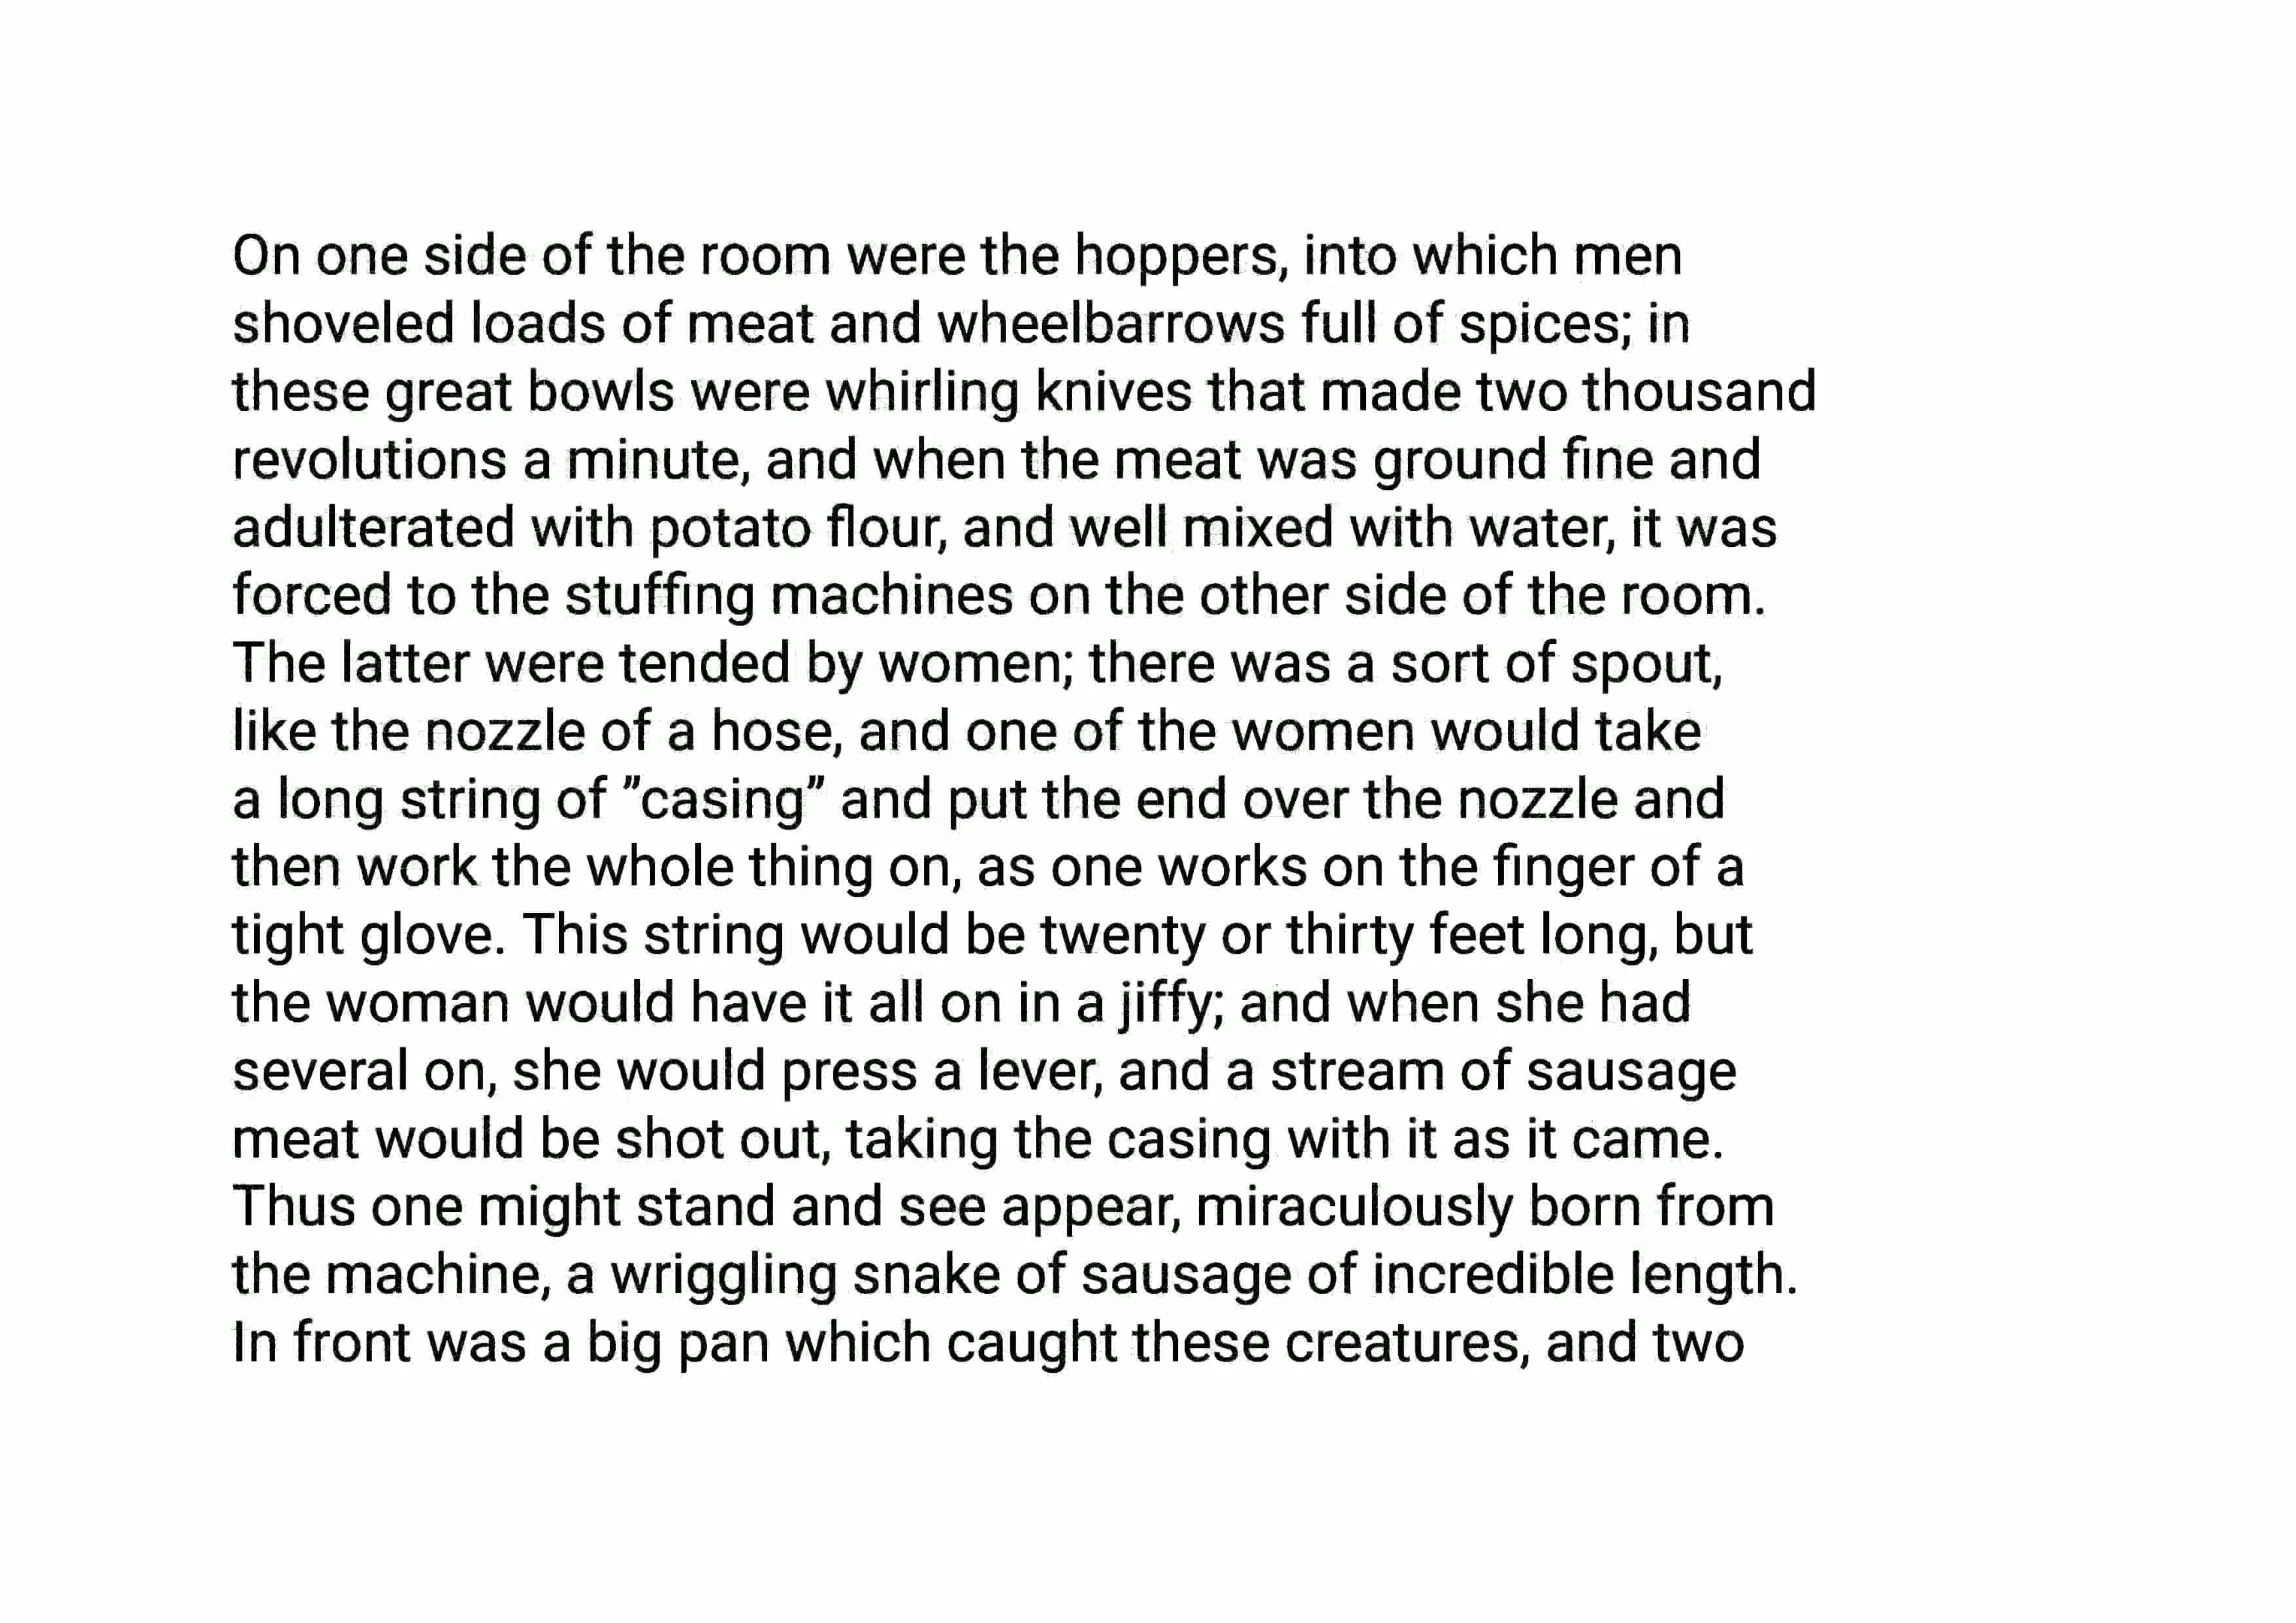 On one side of the room were the hoppers, into which men
shoveled loads of meat and wheelbarrows full of spices; in
these great bowls were whirling knives that made two thousand
revolutions a minute, and when the meat was ground fine and
adulterated with potato flour, and well mixed with water, it was
forced to the stuffing machines on the other side of the room.
The latter were tended by women; there was a sort of spout,
like the nozzle of a hose, and one of the women would take
a long string of ”casing” and put the end over the nozzle and
then work the whole thing on, as one works on the finger of a
tight glove. This string would be twenty or thirty feet long, but
the woman would have it all on in a jiffy; and when she had
several on, she would press a lever, and a stream of sausage
meat would be shot out, taking the casing with it as it came.
Thus one might stand and see appear, miraculously born from
the machine, a wriggling snake of sausage of incredible length.
In front was a big pan which caught these creatures, and two